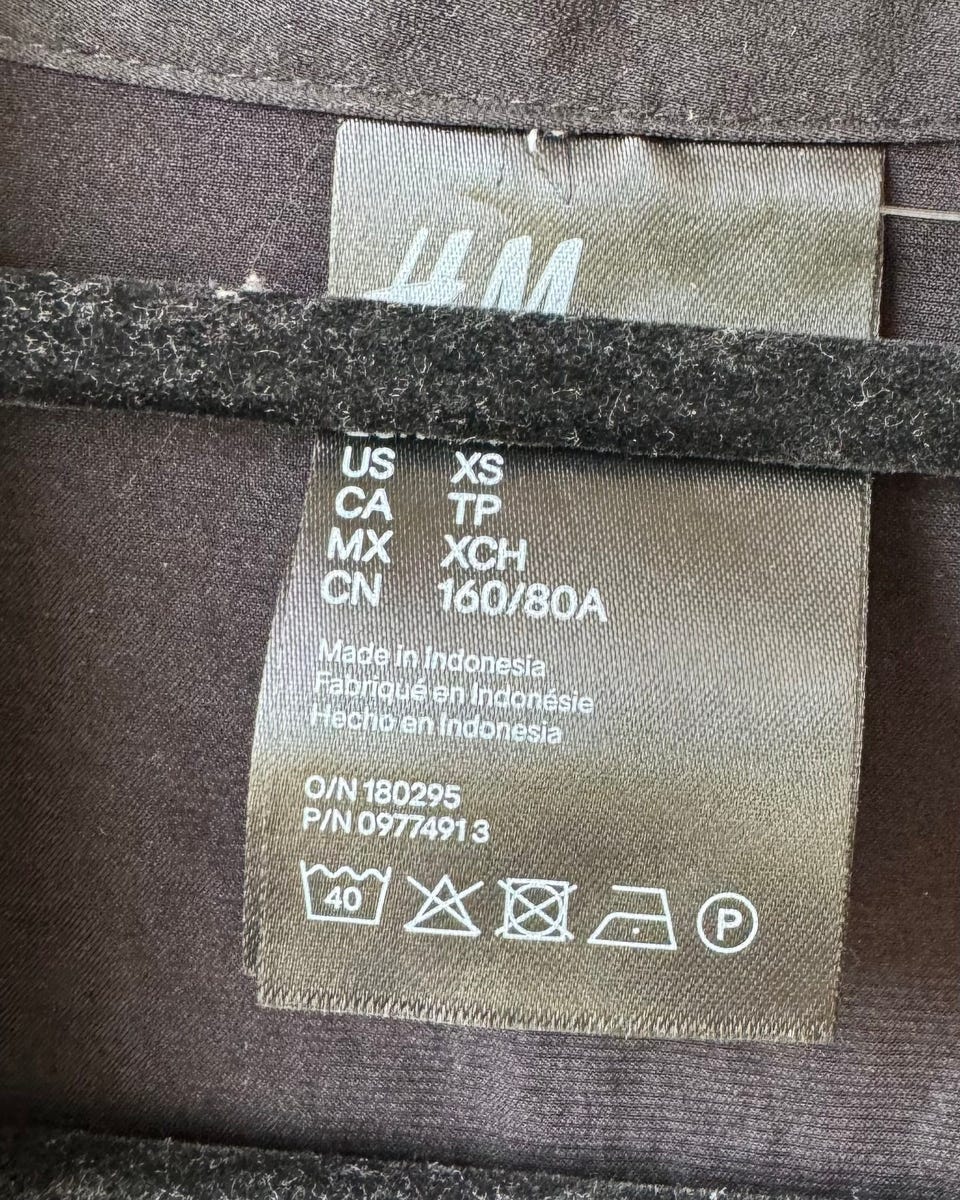 H&M
US XS
CA TP
MX XCH
CN 160/80A
Made in Indonesia
Fabriqué en Indonésie
Hecho en Indonesia
O/N 180295
P/N 0977491 3
40
P